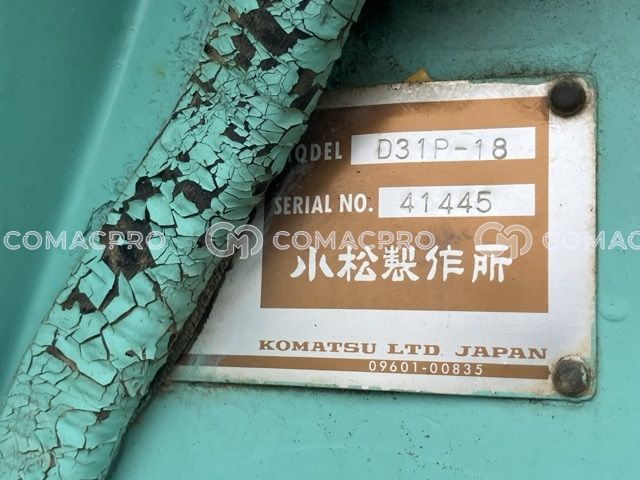 MODEL D31P-18
SERIAL NO. 41445
小松製作所
KOMATSU LTD. JAPAN
09601-00835
COMACPRO COMACPRO COMAC